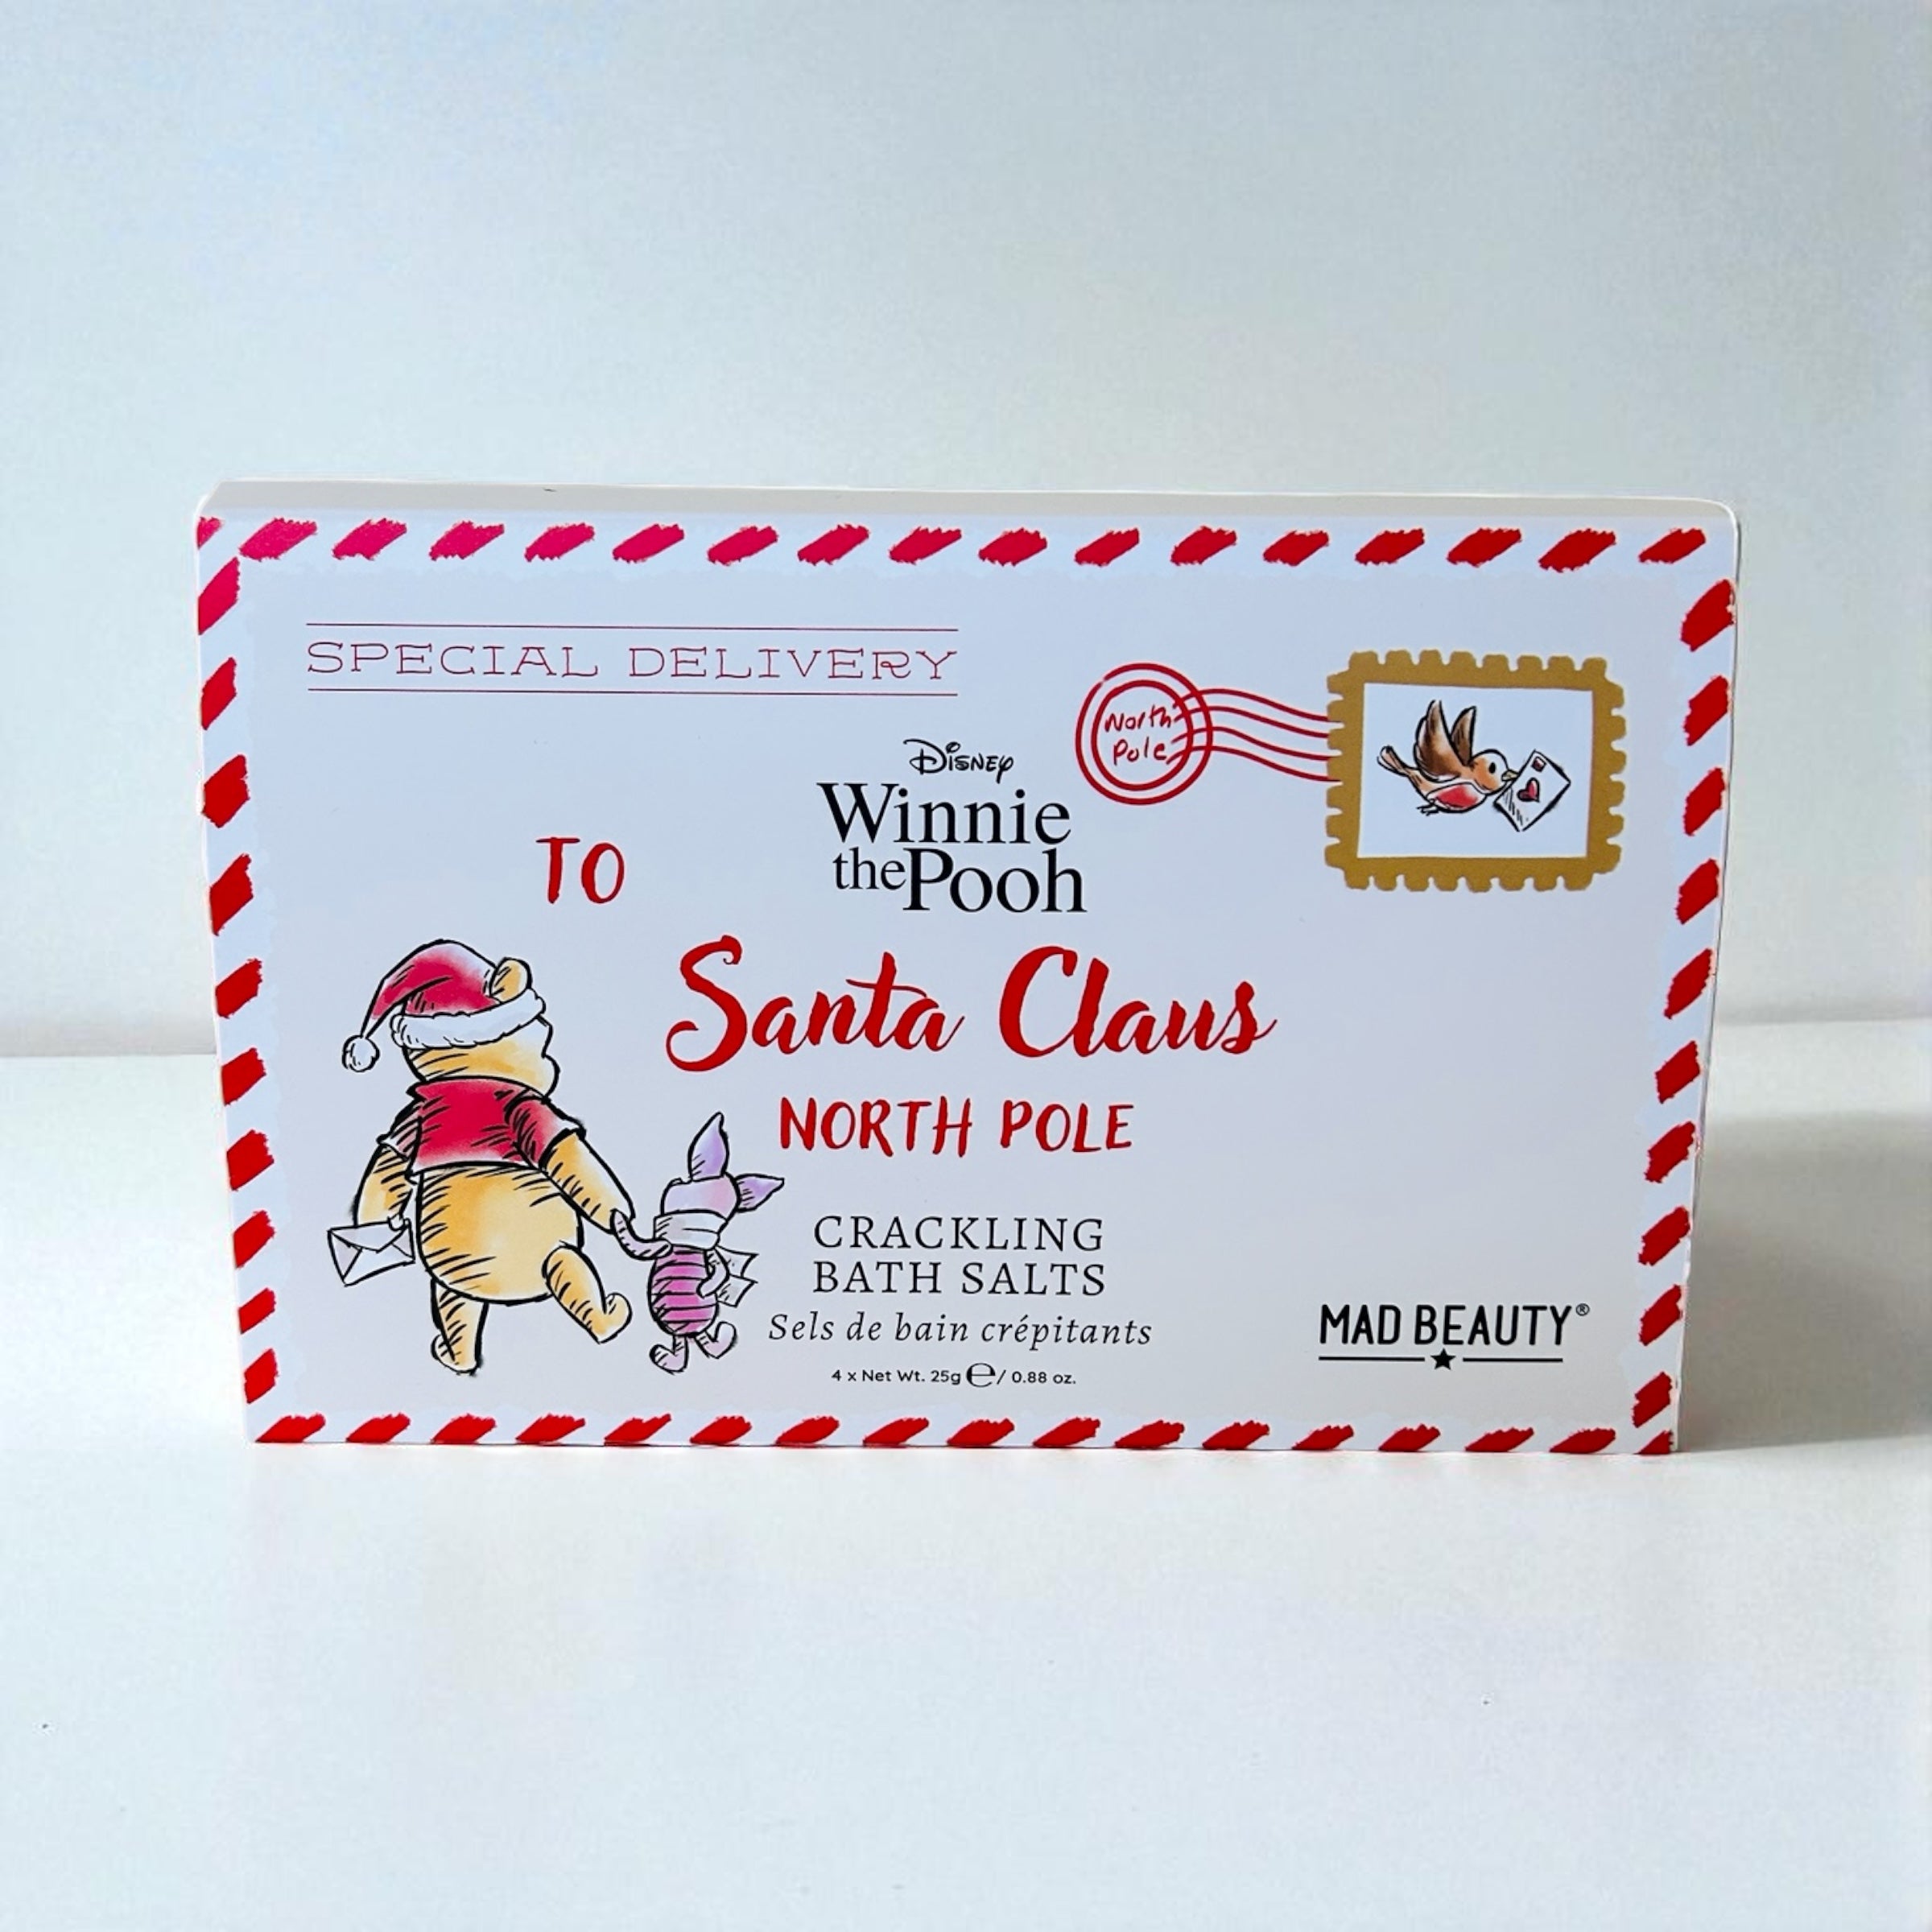 SPECIAL DELIVERY
North
Pole
Disney
Winnie
the Pooh
TO
Santa Claus
NORTH POLE
CRACKLING
BATH SALTS
Sels de bain crépitants
4 x Net Wt. 25g ℮/ 0.88 oz.
MAD BEAUTY®